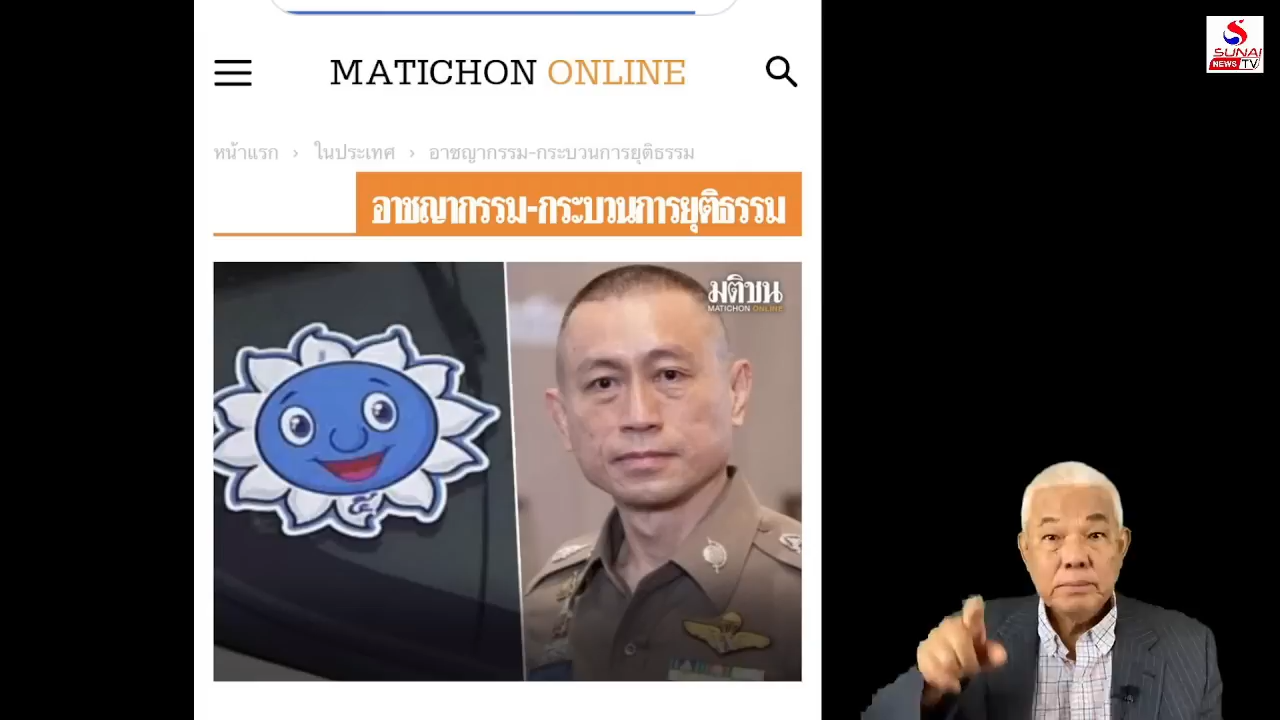 SUNAI
NEWS TV
MATICHON ONLINE
หน้าแรก › ในประเทศ › อาชญากรรม-กระบวนการยุติธรรม
อาชญากรรม-กระบวนการยุติธรรม
มติชน
MATICHON ONLINE